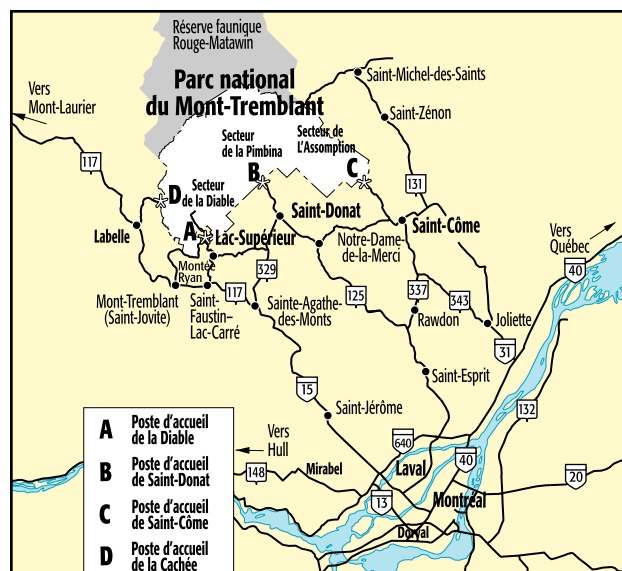 Réserve faunique
Rouge-Matawin
Parc national
du Mont-Tremblant
Vers
Mont-Laurier
Saint-Michel-des-Saints
Saint-Zénon
Secteur
de la Pimbina
Secteur de
L'Assomption
117
B
C
131
D
Secteur
de la Diable
Saint-Donat
Saint-Côme
Labelle
A
Lac-Supérieur
Notre-Dame-
de-la-Merci
Vers
Québec
40
Montée
Ryan
329
117
125
337
343
Mont-Tremblant
(Saint-Jovite)
Saint-
Faustin–
Lac-Carré
Sainte-Agathe-
des-Monts
Rawdon
Joliette
31
Saint-Esprit
15
Saint-Jérôme
132
A Poste d'accueil
de la Diable
B Poste d'accueil
de Saint-Donat
C Poste d'accueil
de Saint-Côme
D Poste d'accueil
de la Cachée
Vers
Hull
640
40
148
Mirabel
Laval
20
13
Montréal
Dorval